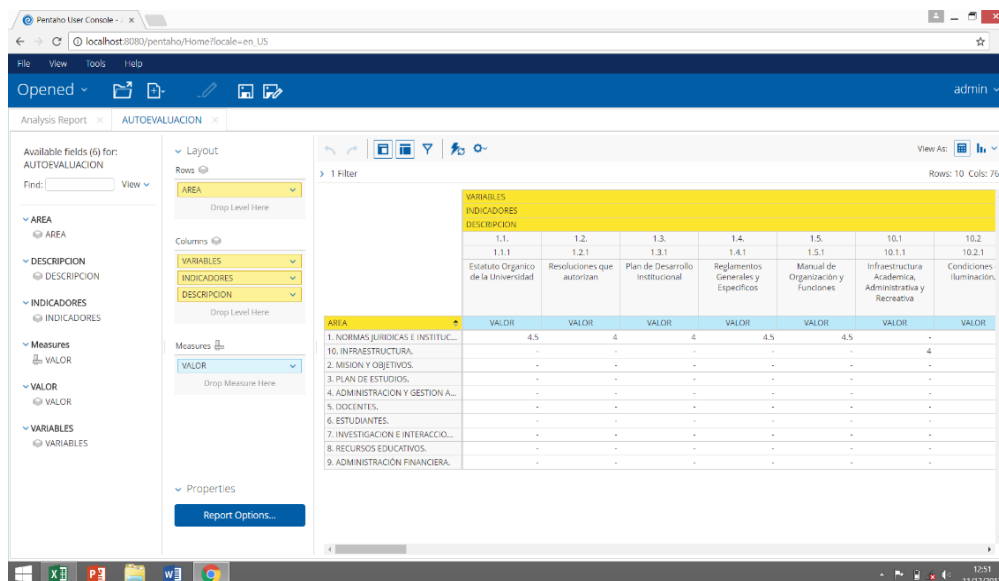 Pentaho User Console -
localhost:8080/pentaho/Home?locale=en_US
File View Tools Help
Opened
admin
Analysis Report
AUTOEVALUACION
Available fields (6) for:
AUTOEVALUACION
Find:
View
AREA
AREA
DESCRIPCION
DESCRIPCION
INDICADORES
INDICADORES
Measures
VALOR
VALOR
VALOR
VARIABLES
VARIABLES
Layout
Rows
AREA
Drop Level Here
Columns
VARIABLES
INDICADORES
DESCRIPCION
Drop Level Here
Measures
VALOR
Drop Measure Here
Properties
Report Options...
View As:
1 Filter
Rows: 10 Cols: 76
VARIABLES
INDICADORES
DESCRIPCION
1.1. 1.2. 1.3. 1.4. 1.5. 10.1 10.2
1.1.1 1.2.1 1.3.1 1.4.1 1.5.1 10.1.1 10.2.1
Estatuto Organico de la Universidad
Resoluciones que autorizan
Plan de Desarrollo Institucional
Reglamentos Generales y Especificos
Manual de Organización y Funciones
Infraestructura Academica, Administrativa y Recreativa
Condiciones Iluminación,
AREA VALOR VALOR VALOR VALOR VALOR VALOR VALOR
1. NORMAS JURIDICAS E INSTITUC... 4.5 4 4 4.5 4.5 -
10. INFRAESTRUCTURA. - - - - - 4
2. MISION Y OBJETIVOS. - - - - - -
3. PLAN DE ESTUDIOS. - - - - - -
4. ADMINISTRACION Y GESTION A... - - - - - -
5. DOCENTES. - - - - - -
6. ESTUDIANTES. - - - - - -
7. INVESTIGACION E INTERACCIO... - - - - - -
8. RECURSOS EDUCATIVOS. - - - - - -
9. ADMINISTRACIÓN FINANCIERA. - - - - - -
12:51